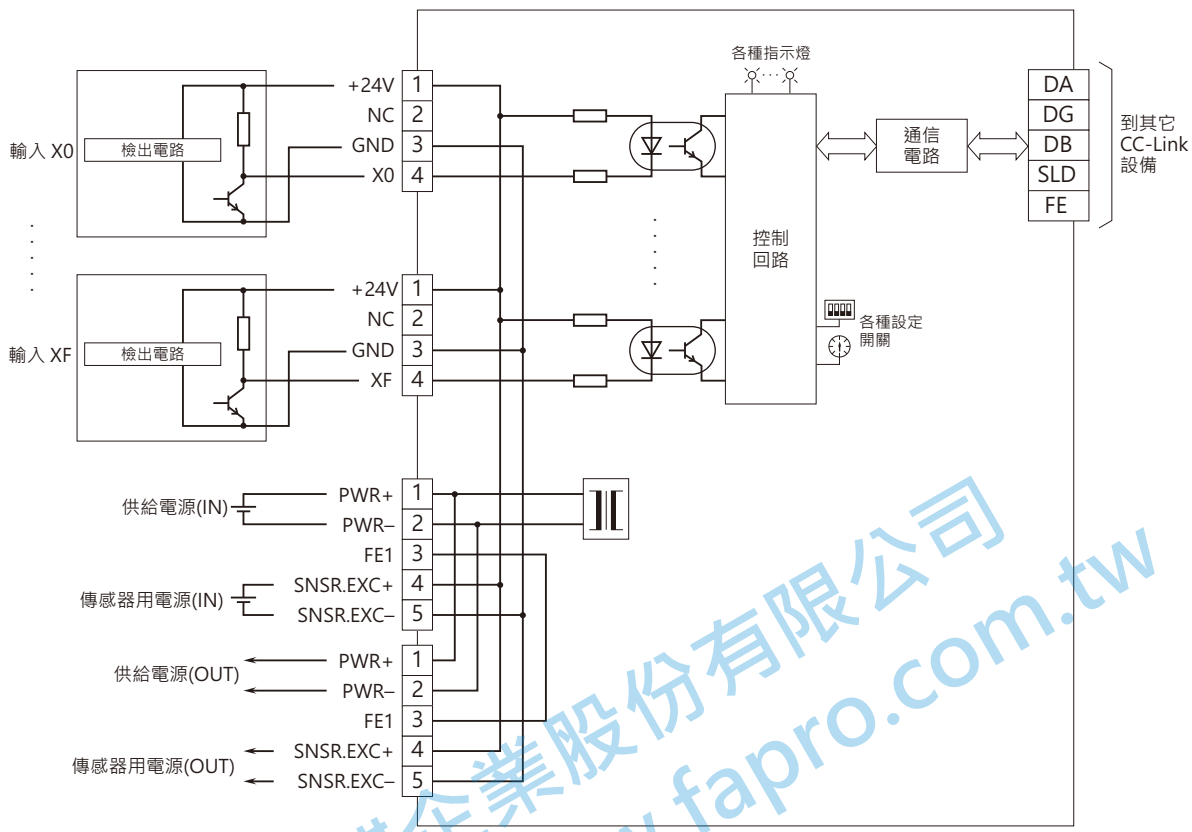 各種指示燈
輸入 X0
檢出電路
+24V 1
NC 2
GND 3
X0 4
控制
回路
通信
電路
DA
DG
DB
SLD
FE
到其它
CC-Link
設備
輸入 XF
檢出電路
+24V 1
NC 2
GND 3
XF 4
各種設定
開關
供給電源(IN)
PWR+ 1
PWR– 2
FE1 3
傳感器用電源(IN)
SNSR.EXC+ 4
SNSR.EXC– 5
供給電源(OUT)
PWR+ 1
PWR– 2
FE1 3
傳感器用電源(OUT)
SNSR.EXC+ 4
SNSR.EXC– 5
企業股份有限公司
fapro.com.tw